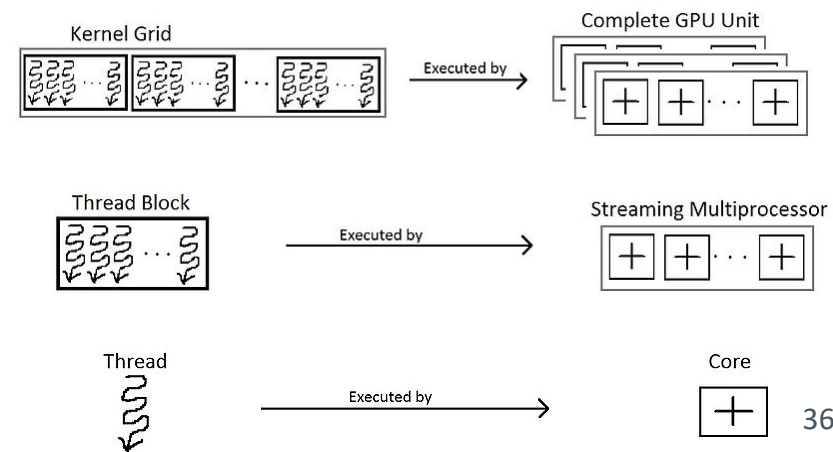 Kernel Grid
Complete GPU Unit
Executed by
Thread Block
Streaming Multiprocessor
Executed by
Thread
Core
Executed by
36